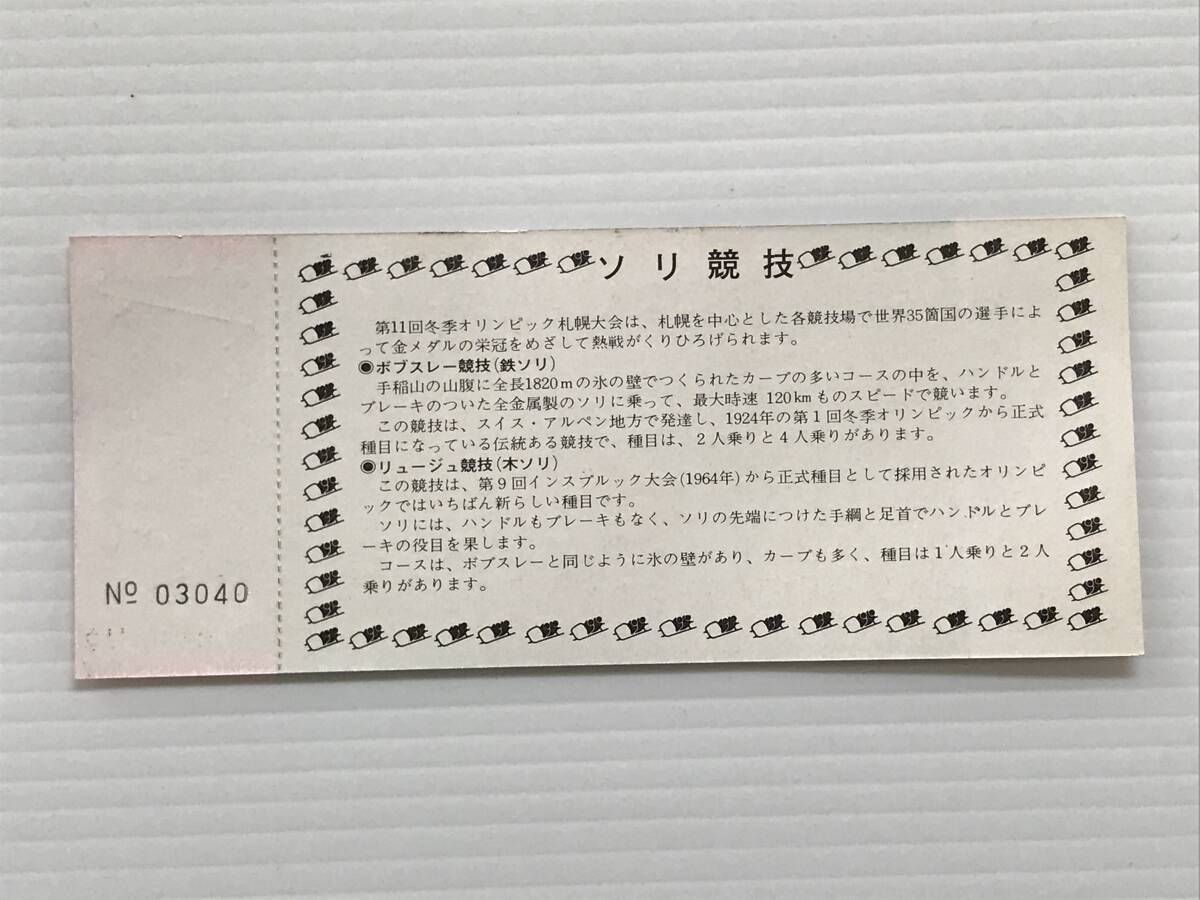 ソリ競技
第11回冬季オリンピック札幌大会は、札幌を中心とした各競技場で世界35箇国の選手によ
って金メダルの栄冠をめざして熱戦がくりひろげられます。
◉ボブスレー競技(鉄ソリ)
手稲山の山腹に全長1820mの氷の壁でつくられたカーブの多いコースの中を、ハンドルと
ブレーキのついた全金属製のソリに乗って、最大時速 120kmものスピードで競います。
この競技は、スイス・アルペン地方で発達し、1924年の第1回冬季オリンピックから正式
種目になっている伝統ある競技で、種目は、2人乗りと4人乗りがあります。
◉リュージュ競技(木ソリ)
この競技は、第9回インスブルック大会(1964年)から正式種目として採用されたオリンピ
ックではいちばん新らしい種目です。
ソリには、ハンドルもブレーキもなく、ソリの先端につけた手綱と足首でハンドルとブレ
ーキの役目を果します。
コースは、ボブスレーと同じように氷の壁があり、カーブも多く、種目は1人乗りと2人
乗りがあります。
№ 03040